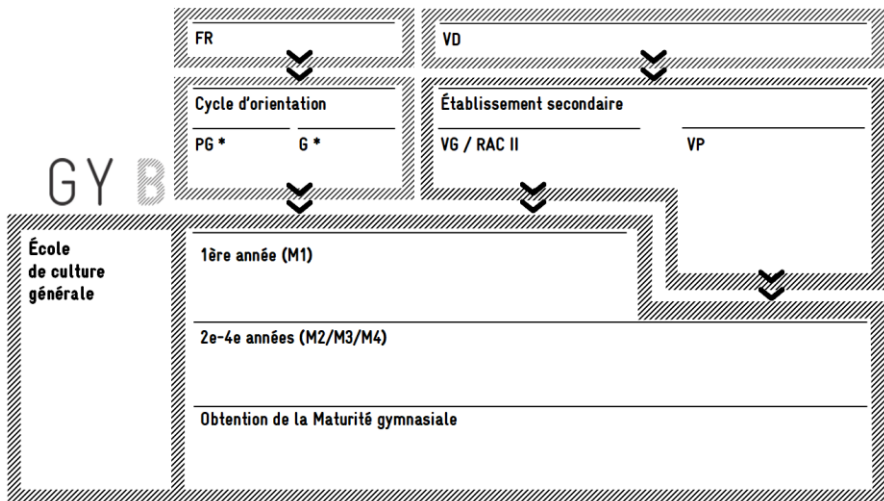 FR
VD
Cycle d'orientation
Établissement secondaire
PG *
G *
VG / RAC II
VP
GY B
École
de culture
générale
1ère année (M1)
2e-4e années (M2/M3/M4)
Obtention de la Maturité gymnasiale